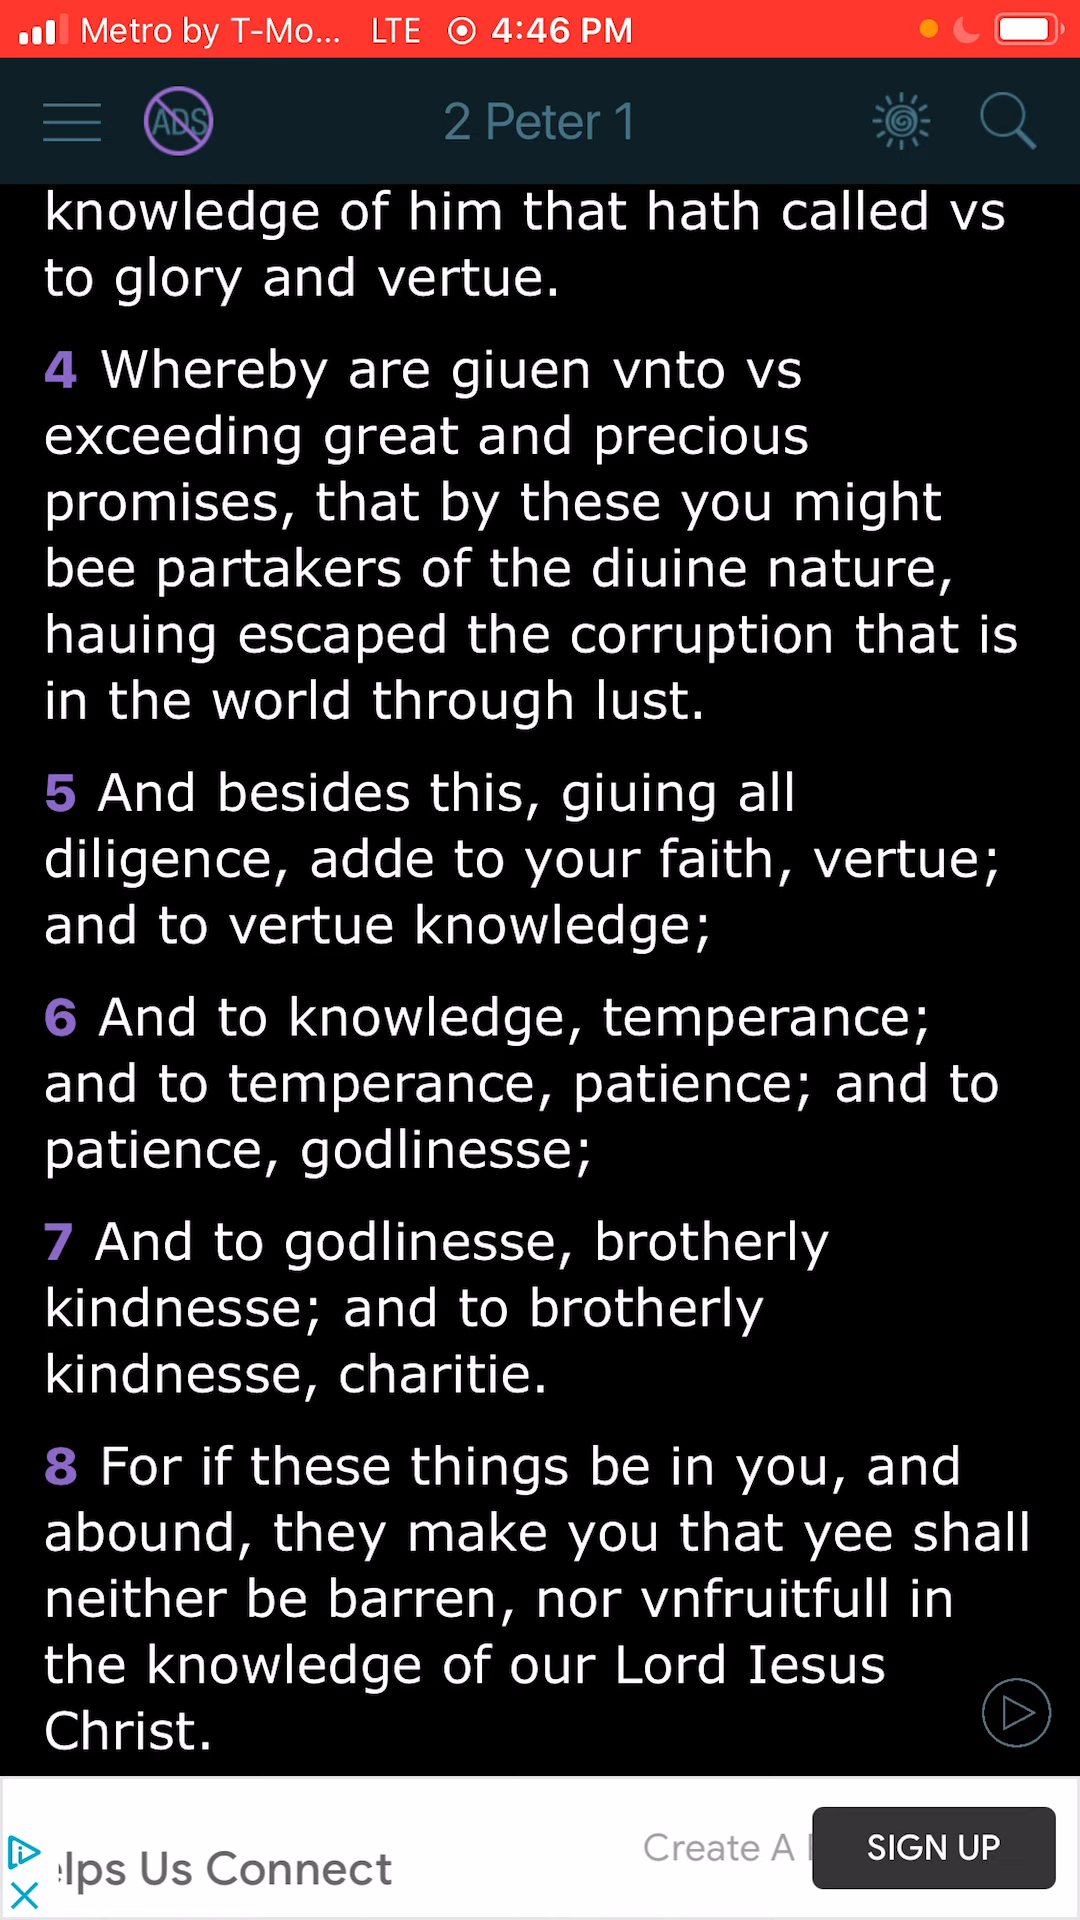 Metro by T-Mo... LTE 4:46 PM
ADS 2 Peter 1
knowledge of him that hath called vs
to glory and vertue.
4 Whereby are giuen vnto vs
exceeding great and precious
promises, that by these you might
bee partakers of the diuine nature,
hauing escaped the corruption that is
in the world through lust.
5 And besides this, giuing all
diligence, adde to your faith, vertue;
and to vertue knowledge;
6 And to knowledge, temperance;
and to temperance, patience; and to
patience, godlinesse;
7 And to godlinesse, brotherly
kindnesse; and to brotherly
kindnesse, charitie.
8 For if these things be in you, and
abound, they make you that yee shall
neither be barren, nor vnfruitfull in
the knowledge of our Lord Iesus
Christ.
Create A
SIGN UP
elps Us Connect